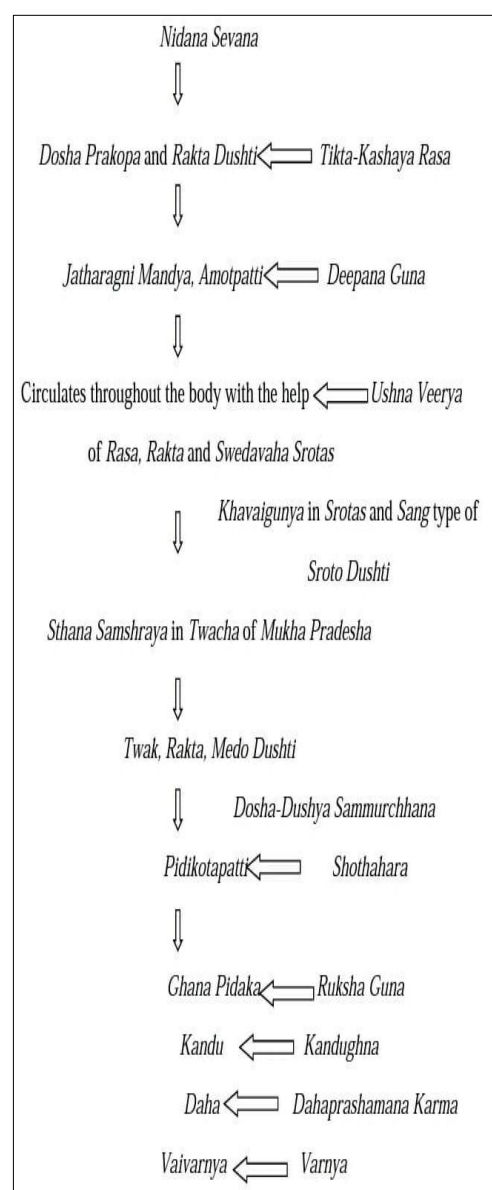 Nidana Sevana
Dosha Prakopa and Rakta Dushti Tikta-Kashaya Rasa
Jatharagni Mandya, Amotpatti Deepana Guna
Circulates throughout the body with the help Ushna Veerya
of Rasa, Rakta and Swedavaha Srotas
Khavaigunya in Srotas and Sang type of
Sroto Dushti
Sthana Samshraya in Twacha of Mukha Pradesha
Twak, Rakta, Medo Dushti
Dosha-Dushya Sammurchhana
Pidikotapatti Shothahara
Ghana Pidaka Ruksha Guna
Kandu Kandughna
Daha Dahaprashamana Karma
Vaivarnya Varnya